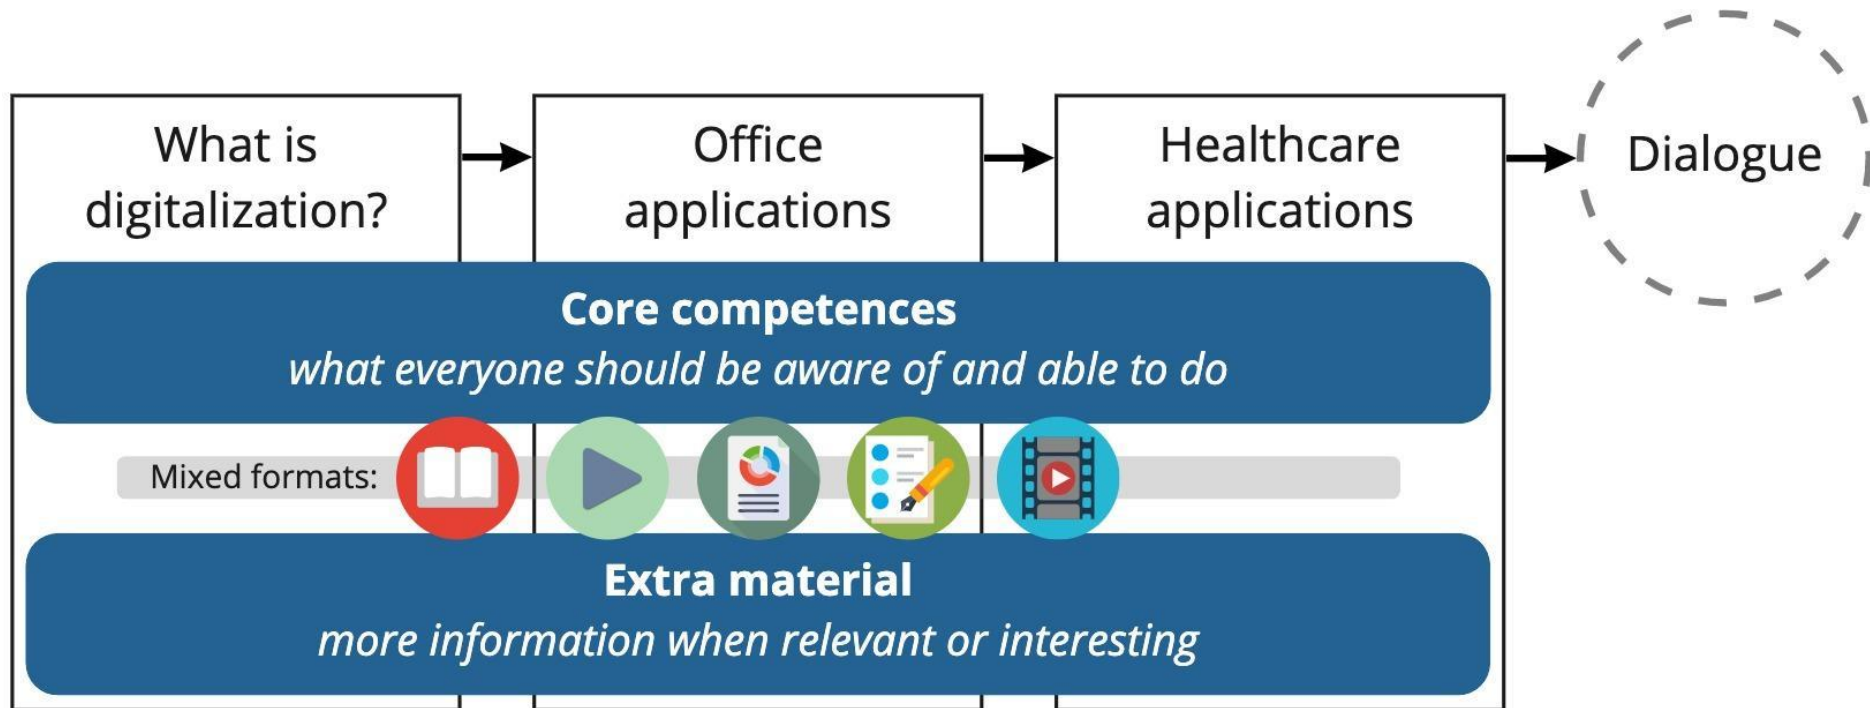 What is
digitalization?
Office
applications
Healthcare
applications
Dialogue
Core competences
what everyone should be aware of and able to do
Mixed formats:
Extra material
more information when relevant or interesting